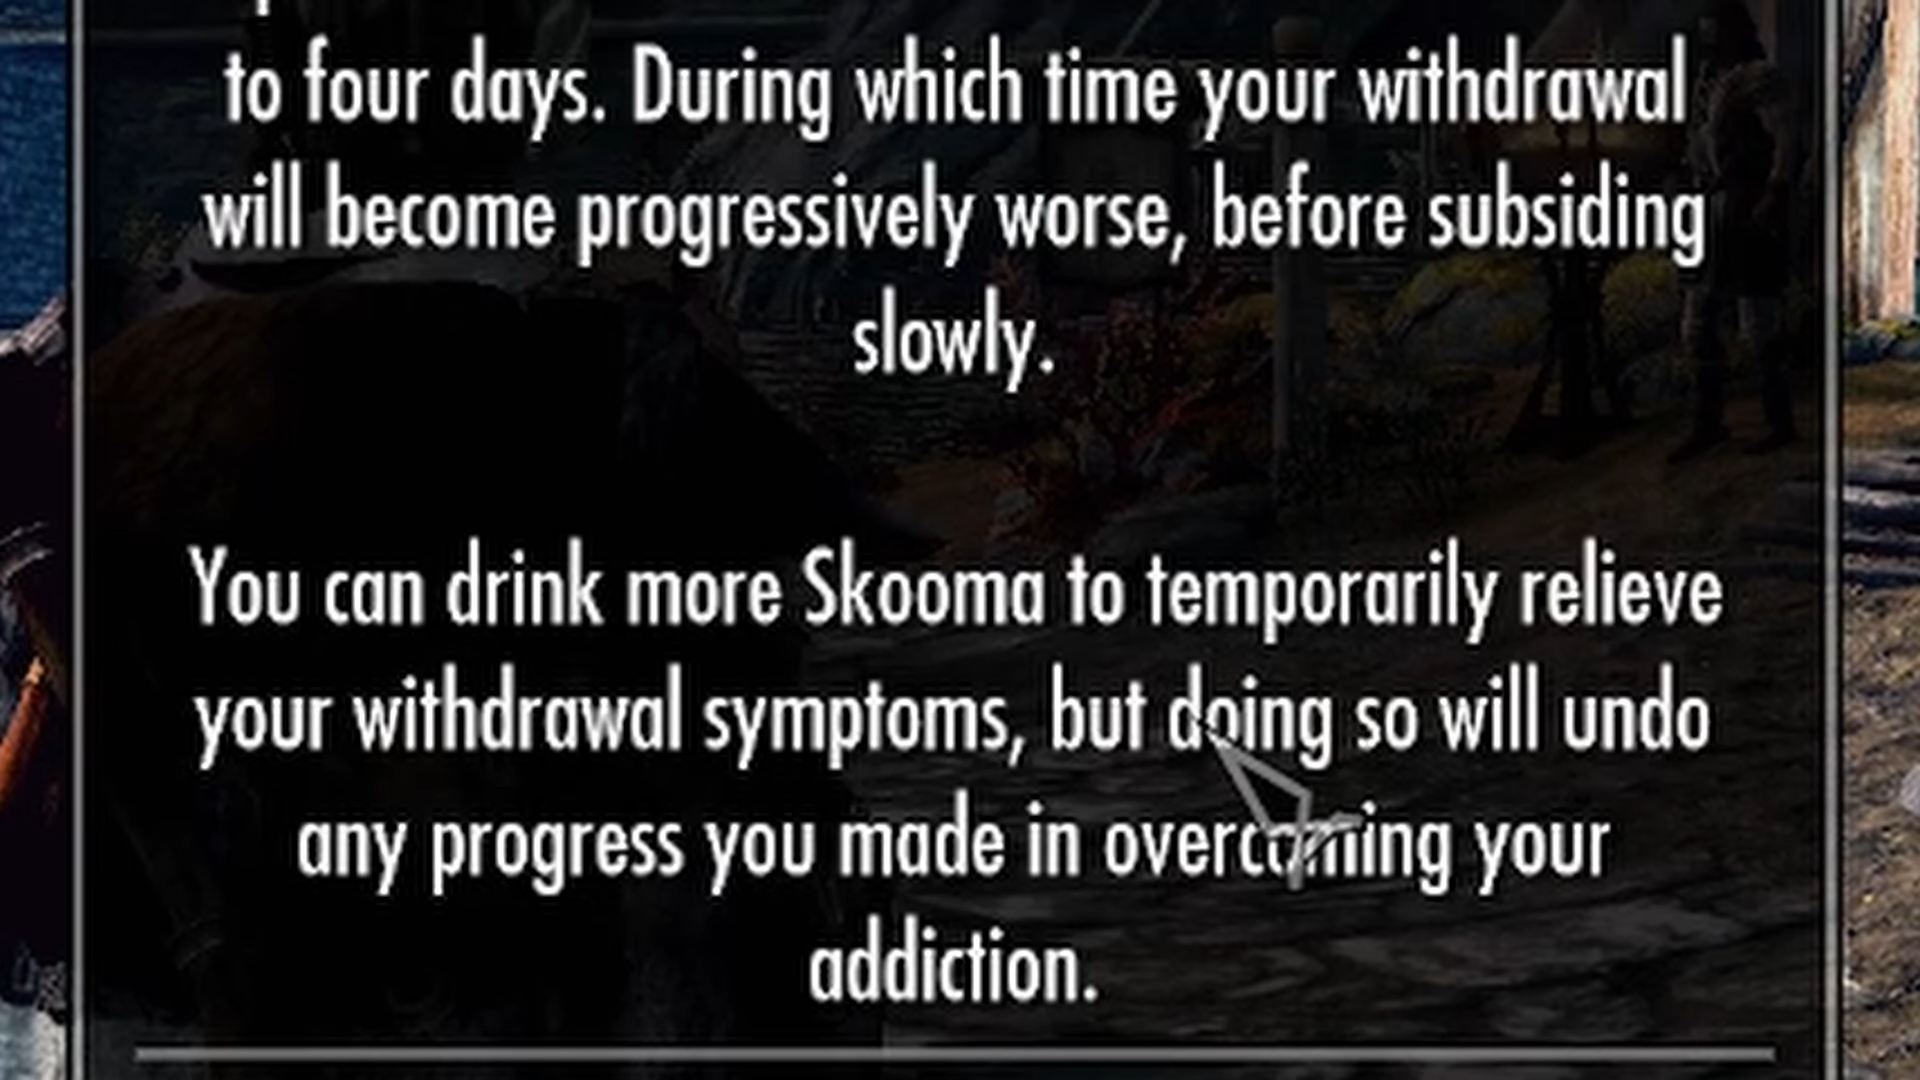 to four days. During which time your withdrawal
will become progressively worse, before subsiding
slowly.
You can drink more Skooma to temporarily relieve
your withdrawal symptoms, but doing so will undo
any progress you made in overcoming your
addiction.